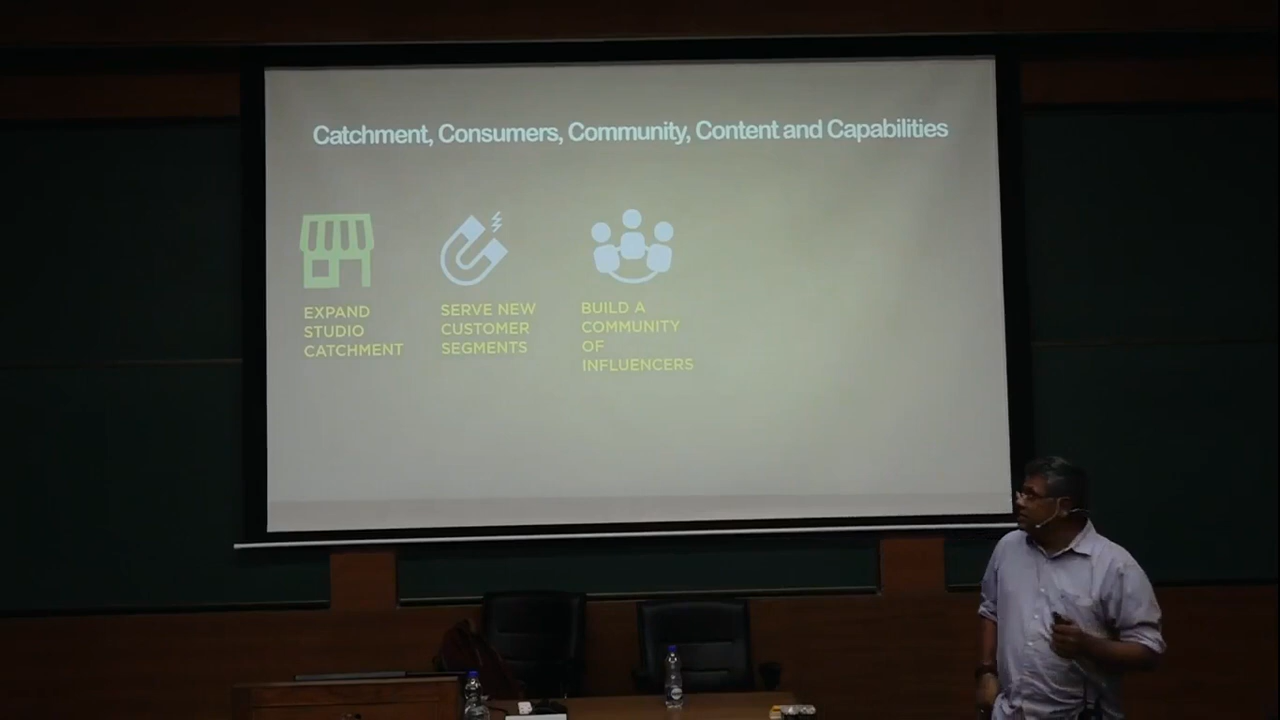 Catchment, Consumers, Community, Content and Capabilities
EXPAND
STUDIO
CATCHMENT
SERVE NEW
CUSTOMER
SEGMENTS
BUILD A
COMMUNITY
OF
INFLUENCERS